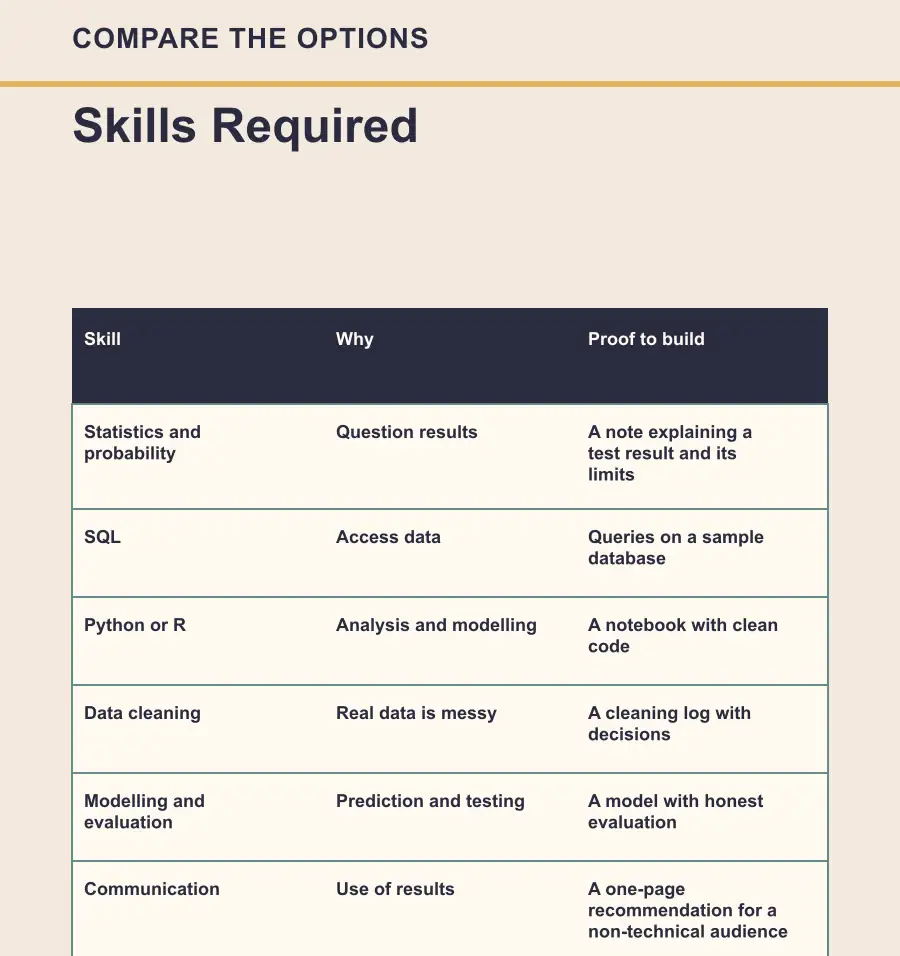 COMPARE THE OPTIONS
Skills Required
Skill Why Proof to build
Statistics and probability Question results A note explaining a test result and its limits
SQL Access data Queries on a sample database
Python or R Analysis and modelling A notebook with clean code
Data cleaning Real data is messy A cleaning log with decisions
Modelling and evaluation Prediction and testing A model with honest evaluation
Communication Use of results A one-page recommendation for a non-technical audience